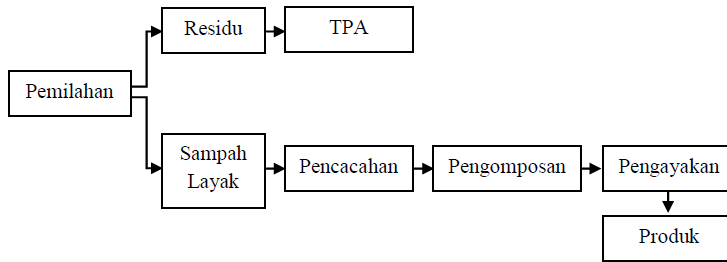 Residu
TPA
Pemilahan
Sampah
Layak
Pencacahan
Pengomposan
Pengayakan
Produk